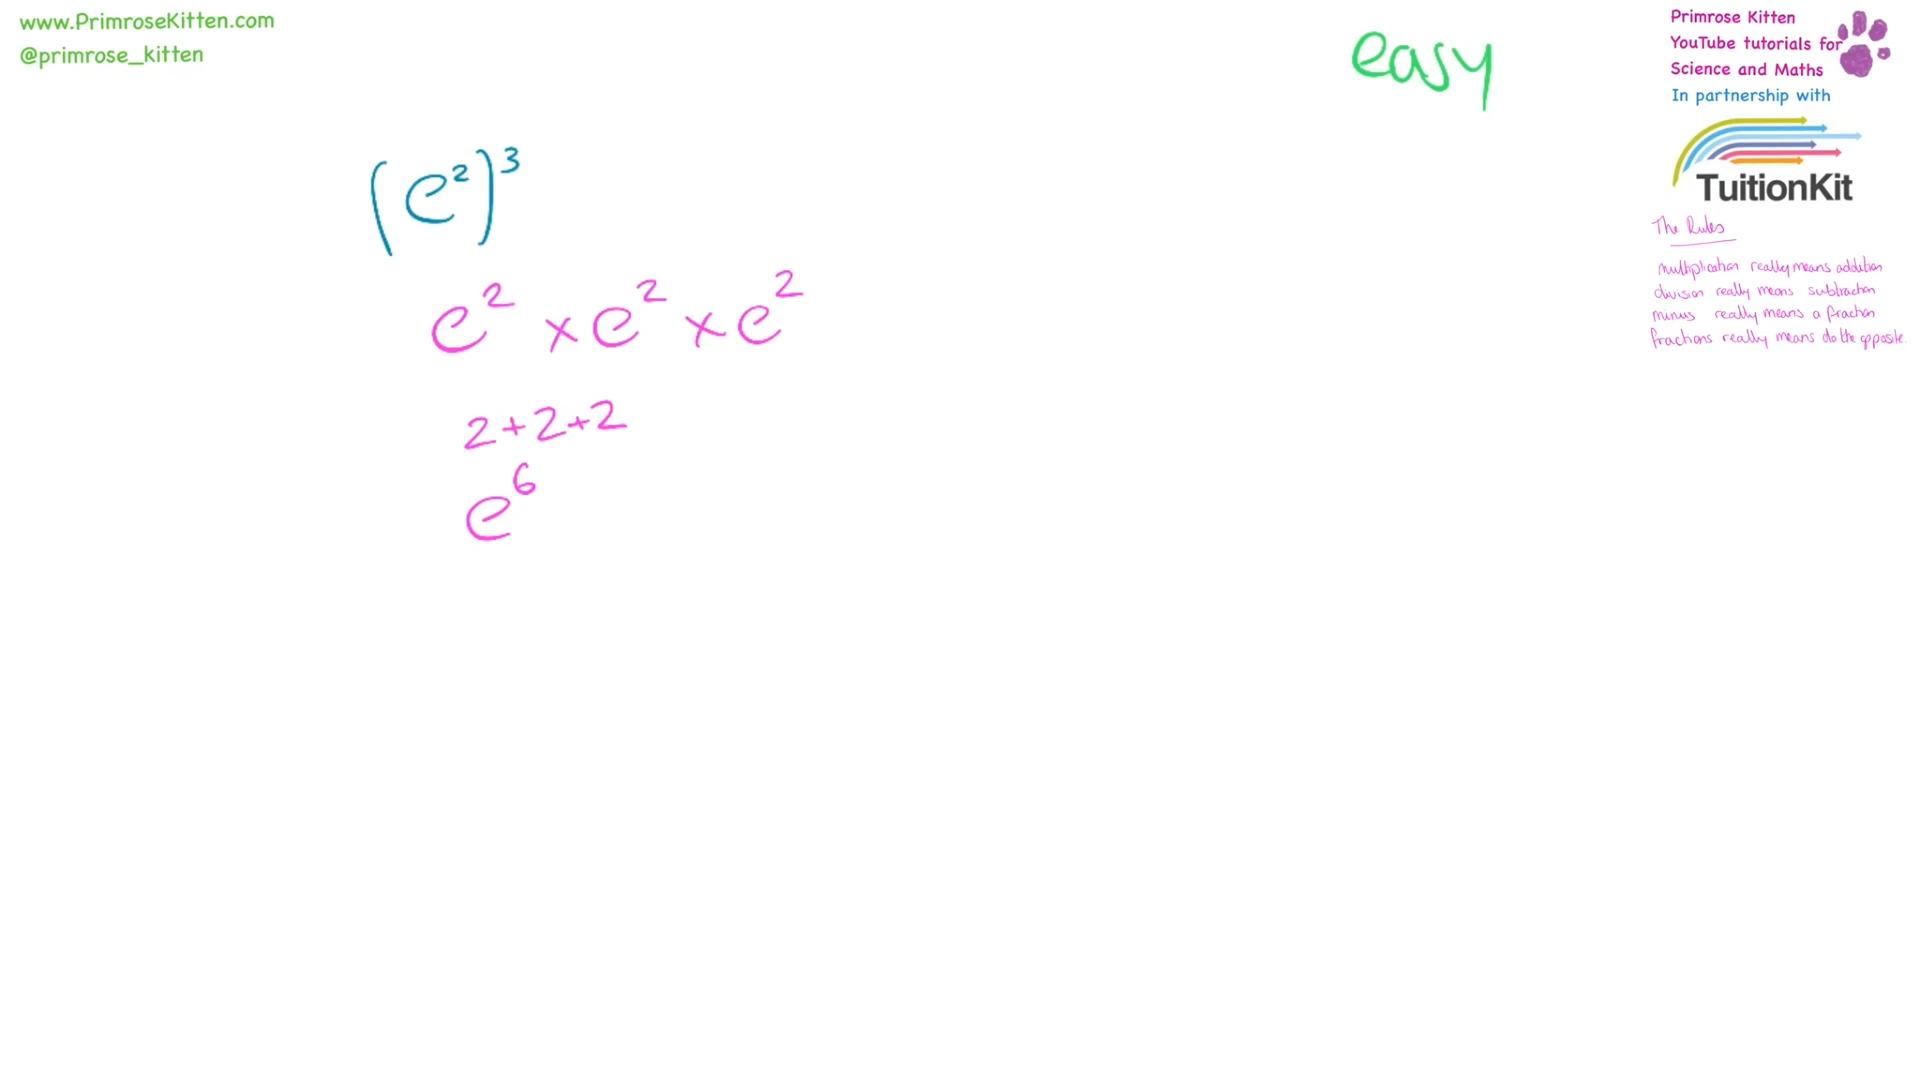 www.PrimroseKitten.com
@primrose_kitten
easy
Primrose Kitten
YouTube tutorials for
Science and Maths
In partnership with
TuitionKit
The Rules
multiplication really means addition
division really means subtraction
minus really means a fraction
fractions really means do the opposite.
(e²)³
e² × e² × e²
2+2+2
e⁶